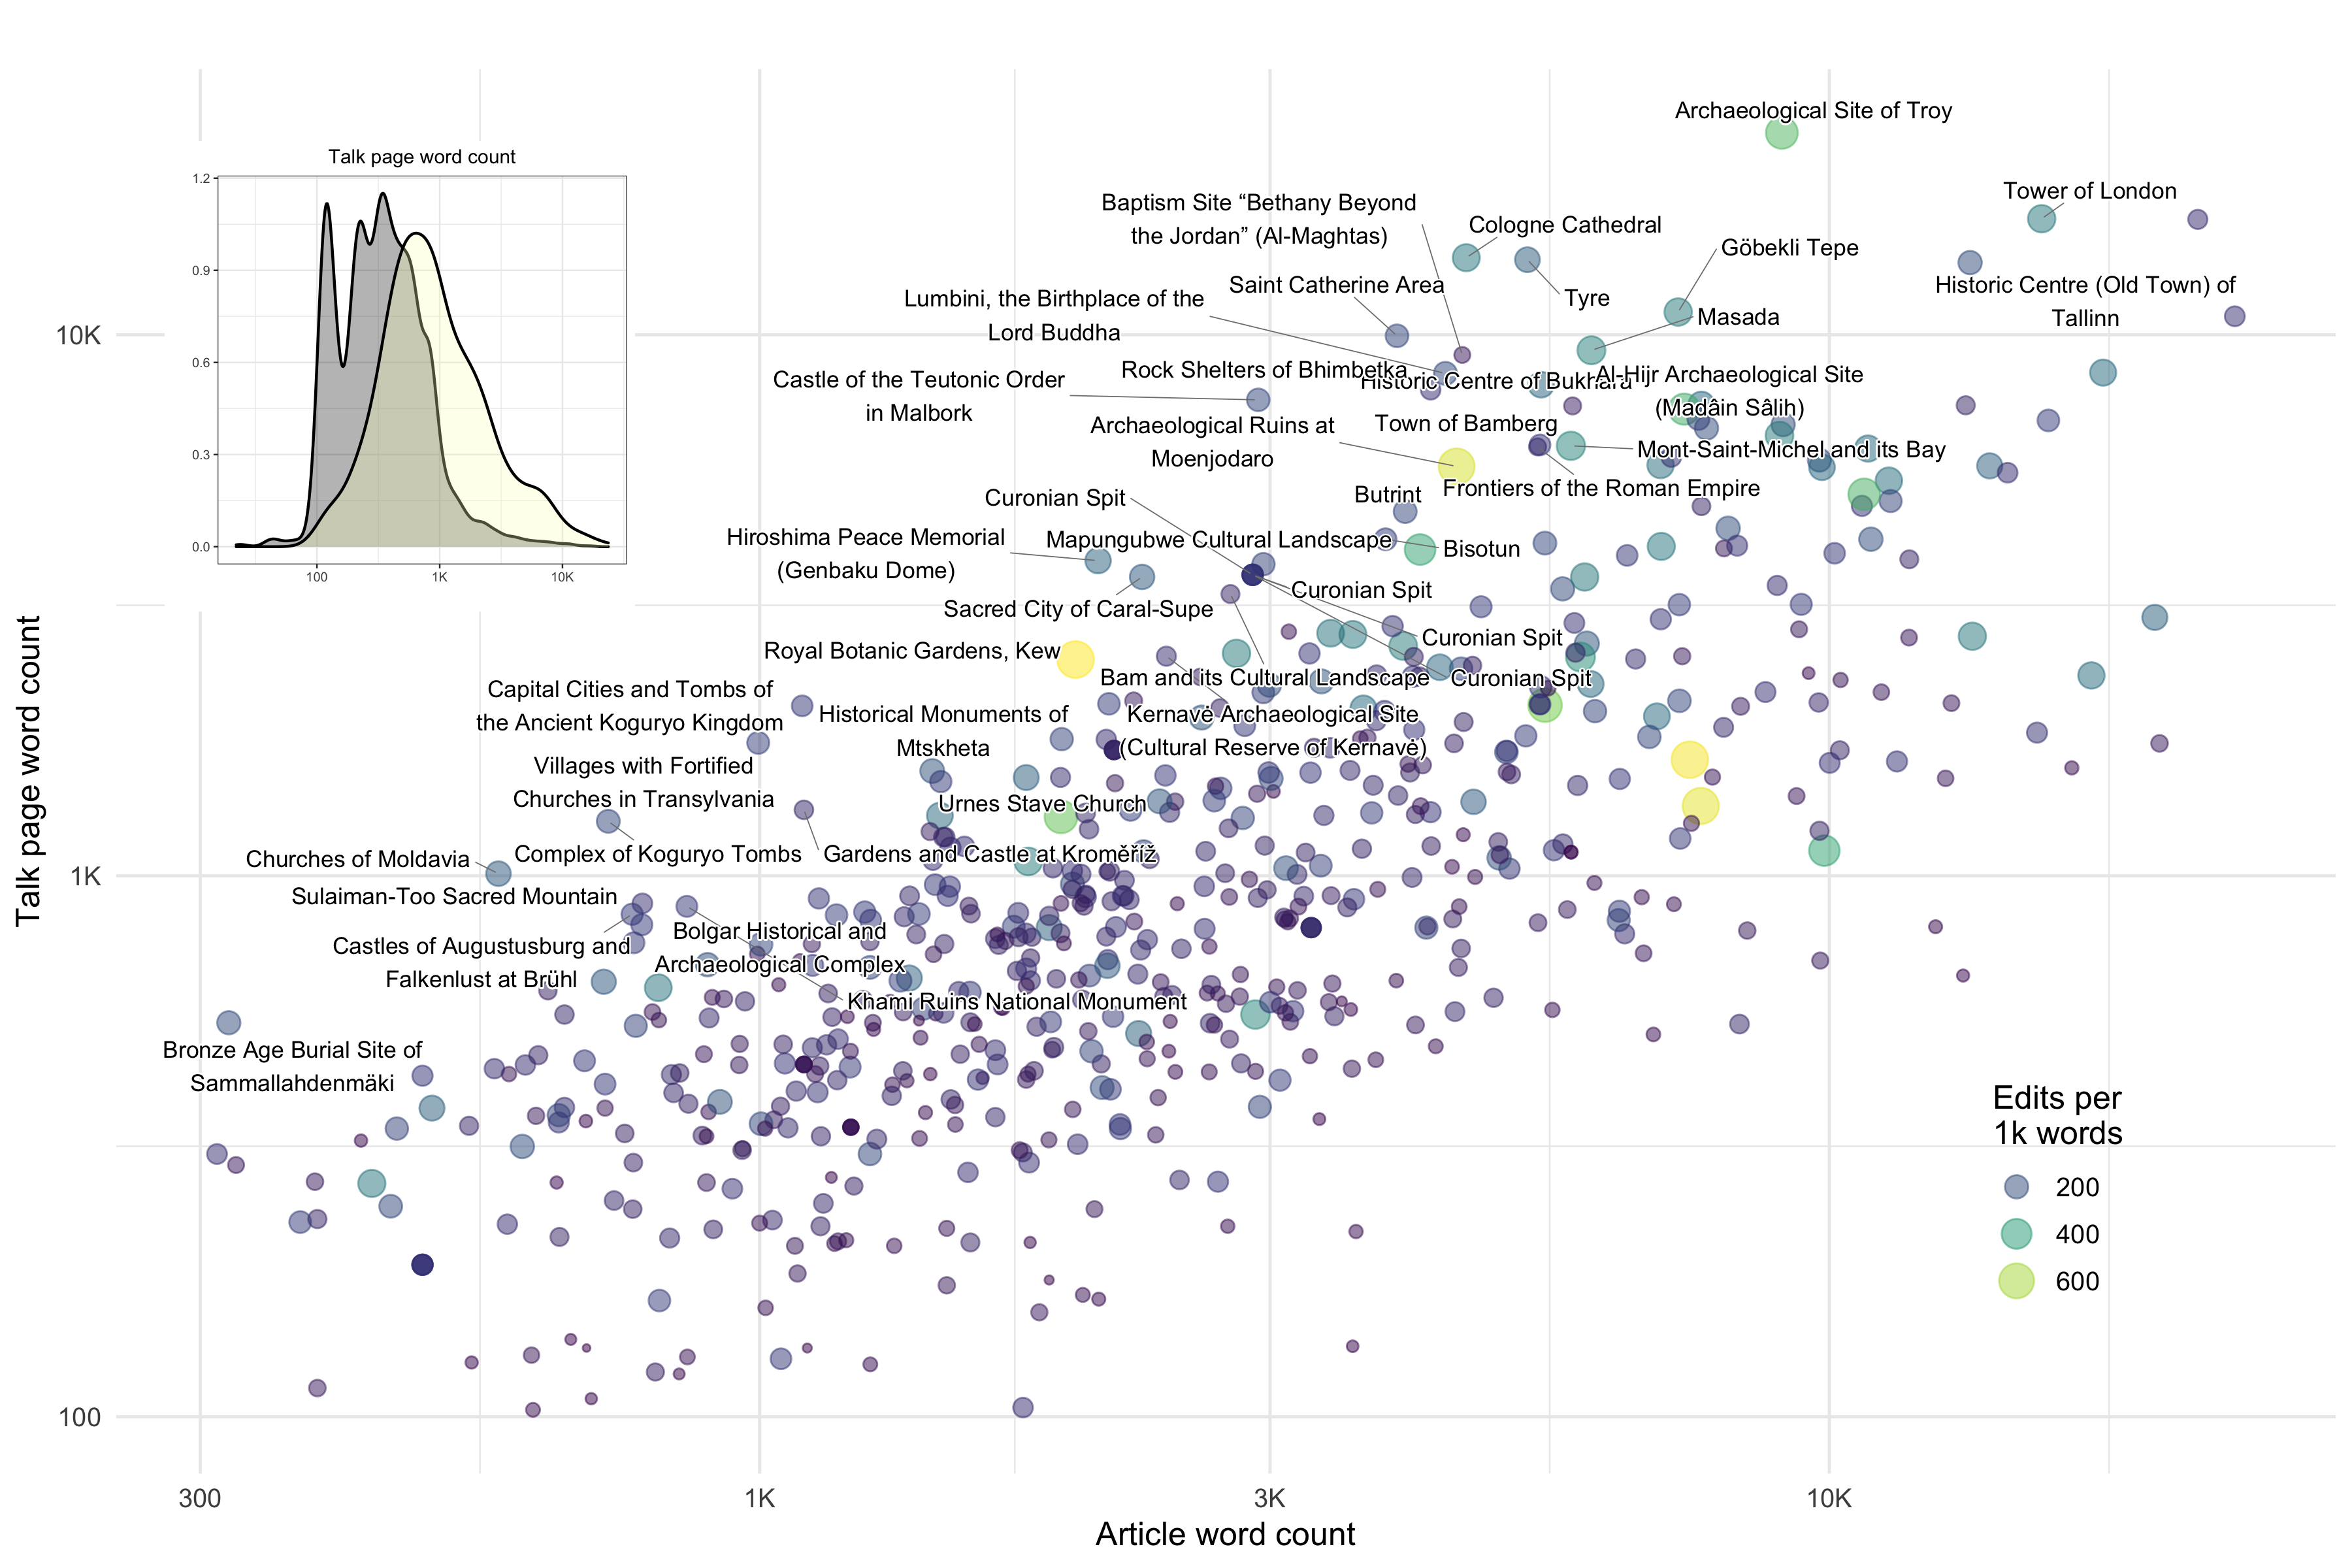 Archaeological Site of Troy
Talk page word count
1.2
0.9
0.6
0.3
0.0
100
1K
10K
Tower of London
Baptism Site “Bethany Beyond
the Jordan” (Al-Maghtas)
Cologne Cathedral
Göbekli Tepe
Saint Catherine Area
Tyre
Historic Centre (Old Town) of
Tallinn
Lumbini, the Birthplace of the
Lord Buddha
Masada
Rock Shelters of Bhimbetka
Historic Centre of Bukhara
Al-Hijr Archaeological Site
(Madâin Sâlih)
Castle of the Teutonic Order
in Malbork
Archaeological Ruins at
Moenjodaro
Town of Bamberg
Mont-Saint-Michel and its Bay
Frontiers of the Roman Empire
Butrint
Curonian Spit
Hiroshima Peace Memorial
(Genbaku Dome)
Mapungubwe Cultural Landscape
Bisotun
Curonian Spit
Sacred City of Caral-Supe
Curonian Spit
Royal Botanic Gardens, Kew
Bam and its Cultural Landscape
Curonian Spit
Capital Cities and Tombs of
the Ancient Koguryo Kingdom
Historical Monuments of
Mtskheta
Kernavė Archaeological Site
(Cultural Reserve of Kernavė)
Villages with Fortified
Churches in Transylvania
Urnes Stave Church
Churches of Moldavia
Complex of Koguryo Tombs
Gardens and Castle at Kroměříž
Sulaiman-Too Sacred Mountain
Castles of Augustusburg and
Falkenlust at Brühl
Bolgar Historical and
Archaeological Complex
Khami Ruins National Monument
Bronze Age Burial Site of
Sammallahdenmäki
Talk page word count
10K
1K
100
300
1K
3K
10K
Article word count
Edits per
1k words
200
400
600